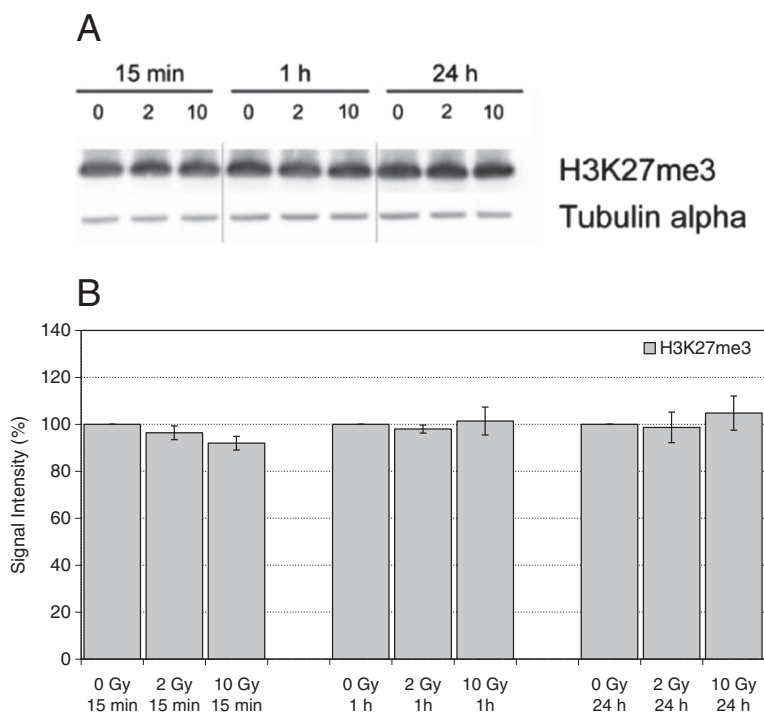 A
15 min 1 h 24 h
0 2 10 0 2 10 0 2 10
H3K27me3
Tubulin alpha
B
140
120
100
80
60
40
20
0
Signal Intensity (%)
H3K27me3
0 Gy 2 Gy 10 Gy 0 Gy 2 Gy 10 Gy 0 Gy 2 Gy 10 Gy
15 min 15 min 15 min 1 h 1h 1h 24 h 24h 24 h